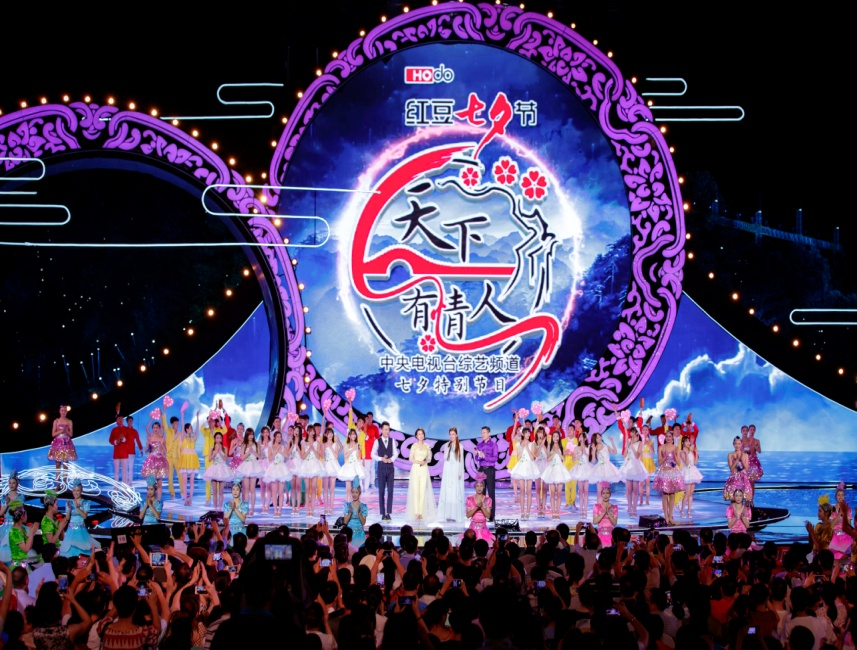 HOdo
红豆七夕节
天下
有情人
中央电视台综艺频道
七夕特别节目